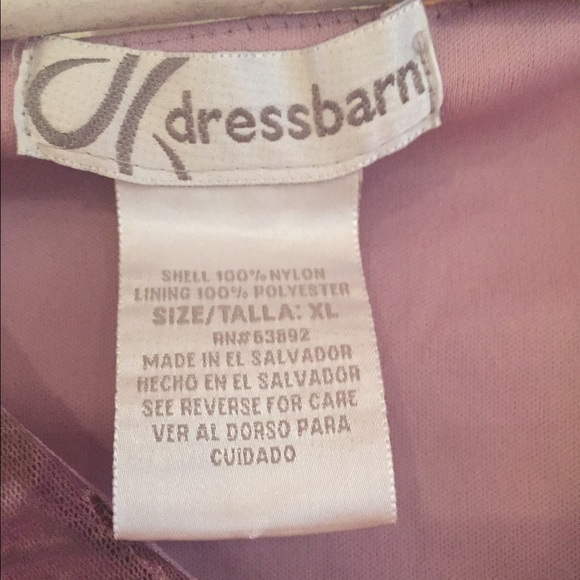 dressbarn®
SHELL 100% NYLON
LINING 100% POLYESTER
SIZE/TALLA: XL
RN#63892
MADE IN EL SALVADOR
HECHO EN EL SALVADOR
SEE REVERSE FOR CARE
VER AL DORSO PARA
CUIDADO